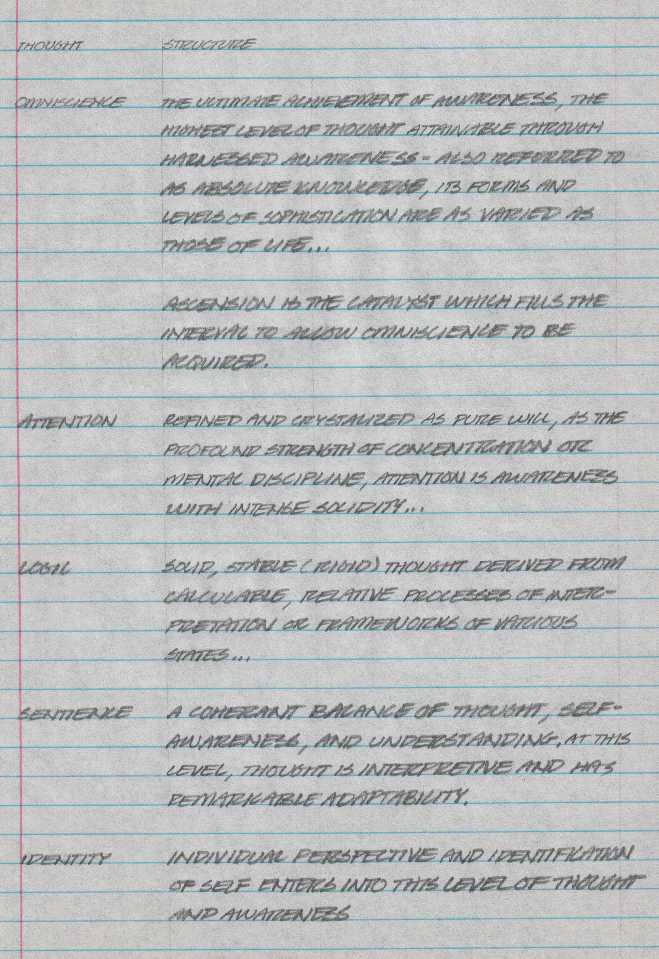 THOUGHT STRUCTURE
OMNISCIENCE THE ULTIMATE ACHIEVEMENT OF AWARENESS, THE
HIGHEST LEVEL OF THOUGHT ATTAINABLE THROUGH
HARNESSED AWARENESS - ALSO REFERRED TO
AS ABSOLUTE KNOWLEDGE, ITS FORMS AND
LEVELS OF SOPHISTICATION ARE AS VARIED AS
THOSE OF LIFE...
ASCENSION IS THE CATALYST WHICH FILLS THE
INTERVAL TO ALLOW OMNISCIENCE TO BE
ACQUIRED.
ATTENTION REFINED AND CRYSTALIZED AS PURE WILL, AS THE
PROFOUND STRENGTH OF CONCENTRATION OR
MENTAL DISCIPLINE, ATTENTION IS AWARENESS
WITH INTENSE SOLIDITY...
LOGIC SOLID, STABLE (RIGID) THOUGHT DERIVED FROM
CALCULABLE, RELATIVE PROCESSES OF INTER-
PRETATION OR FRAMEWORKS OF VARIOUS
STATES...
SENTIENCE A COHERANT BALANCE OF THOUGHT, SELF-
AWARENESS, AND UNDERSTANDING. AT THIS
LEVEL, THOUGHT IS INTERPRETIVE AND HAS
REMARKABLE ADAPTABILITY.
IDENTITY INDIVIDUAL PERSPECTIVE AND IDENTIFICATION
OF SELF ENTERS INTO THIS LEVEL OF THOUGHT
AND AWARENESS